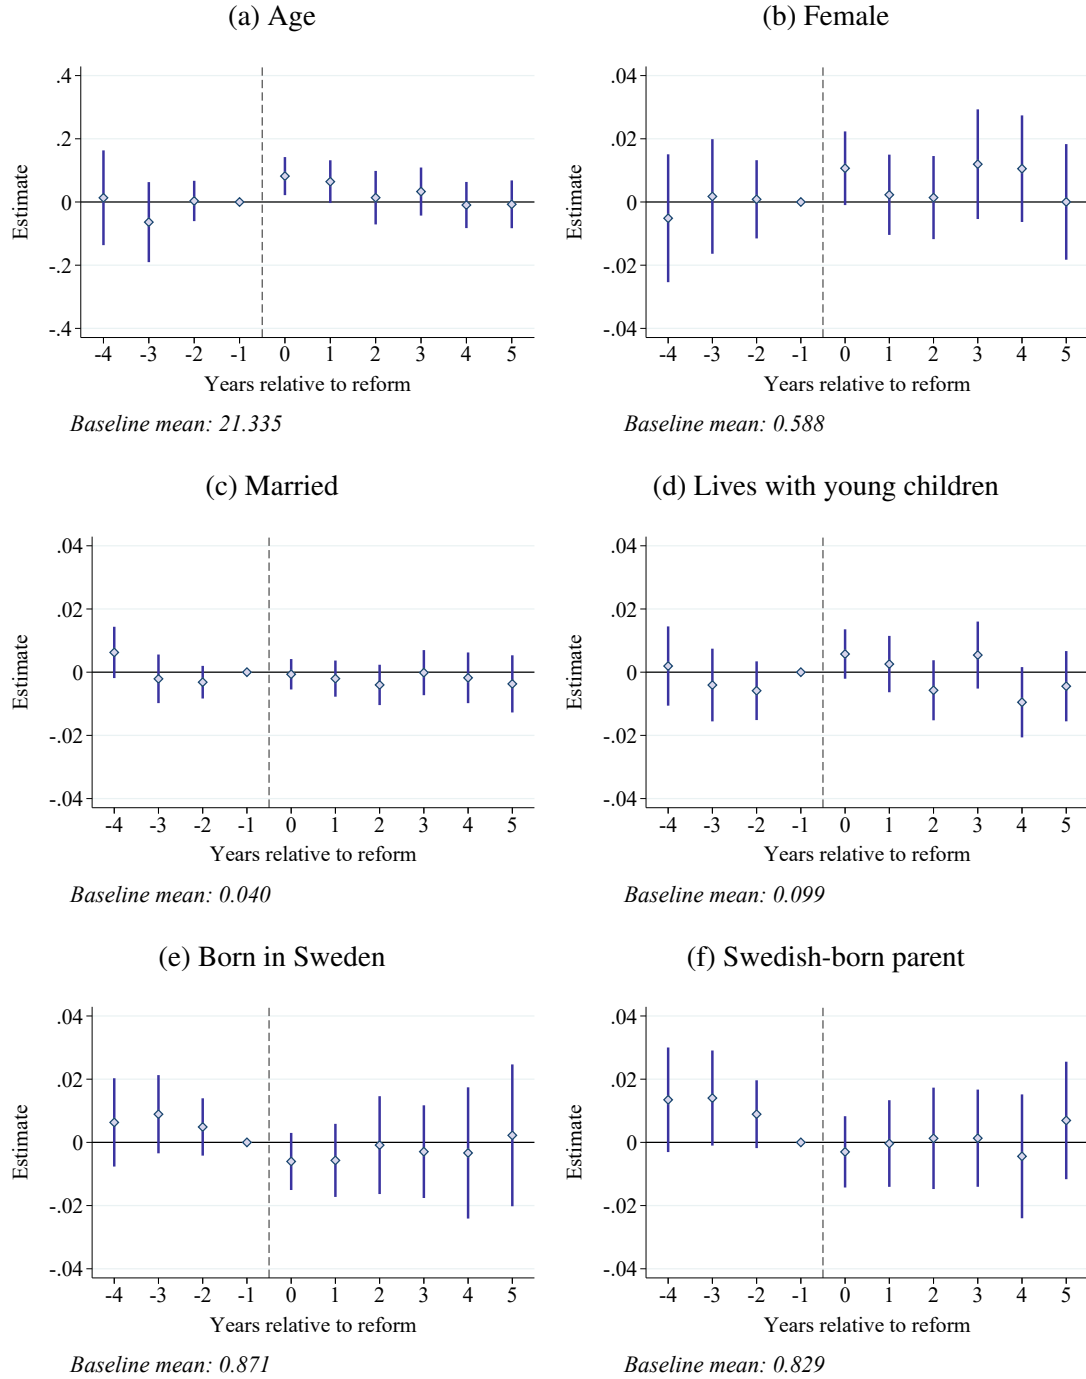 (a) Age
(b) Female
.4
.2
0
-.2
-.4
Estimate
-4 -3 -2 -1 0 1 2 3 4 5
Years relative to reform
Baseline mean: 21.335
.04
.02
0
-.02
-.04
Estimate
-4 -3 -2 -1 0 1 2 3 4 5
Years relative to reform
Baseline mean: 0.588
(c) Married
(d) Lives with young children
.04
.02
0
-.02
-.04
Estimate
-4 -3 -2 -1 0 1 2 3 4 5
Years relative to reform
Baseline mean: 0.040
.04
.02
0
-.02
-.04
Estimate
-4 -3 -2 -1 0 1 2 3 4 5
Years relative to reform
Baseline mean: 0.099
(e) Born in Sweden
(f) Swedish-born parent
.04
.02
0
-.02
-.04
Estimate
-4 -3 -2 -1 0 1 2 3 4 5
Years relative to reform
Baseline mean: 0.871
.04
.02
0
-.02
-.04
Estimate
-4 -3 -2 -1 0 1 2 3 4 5
Years relative to reform
Baseline mean: 0.829